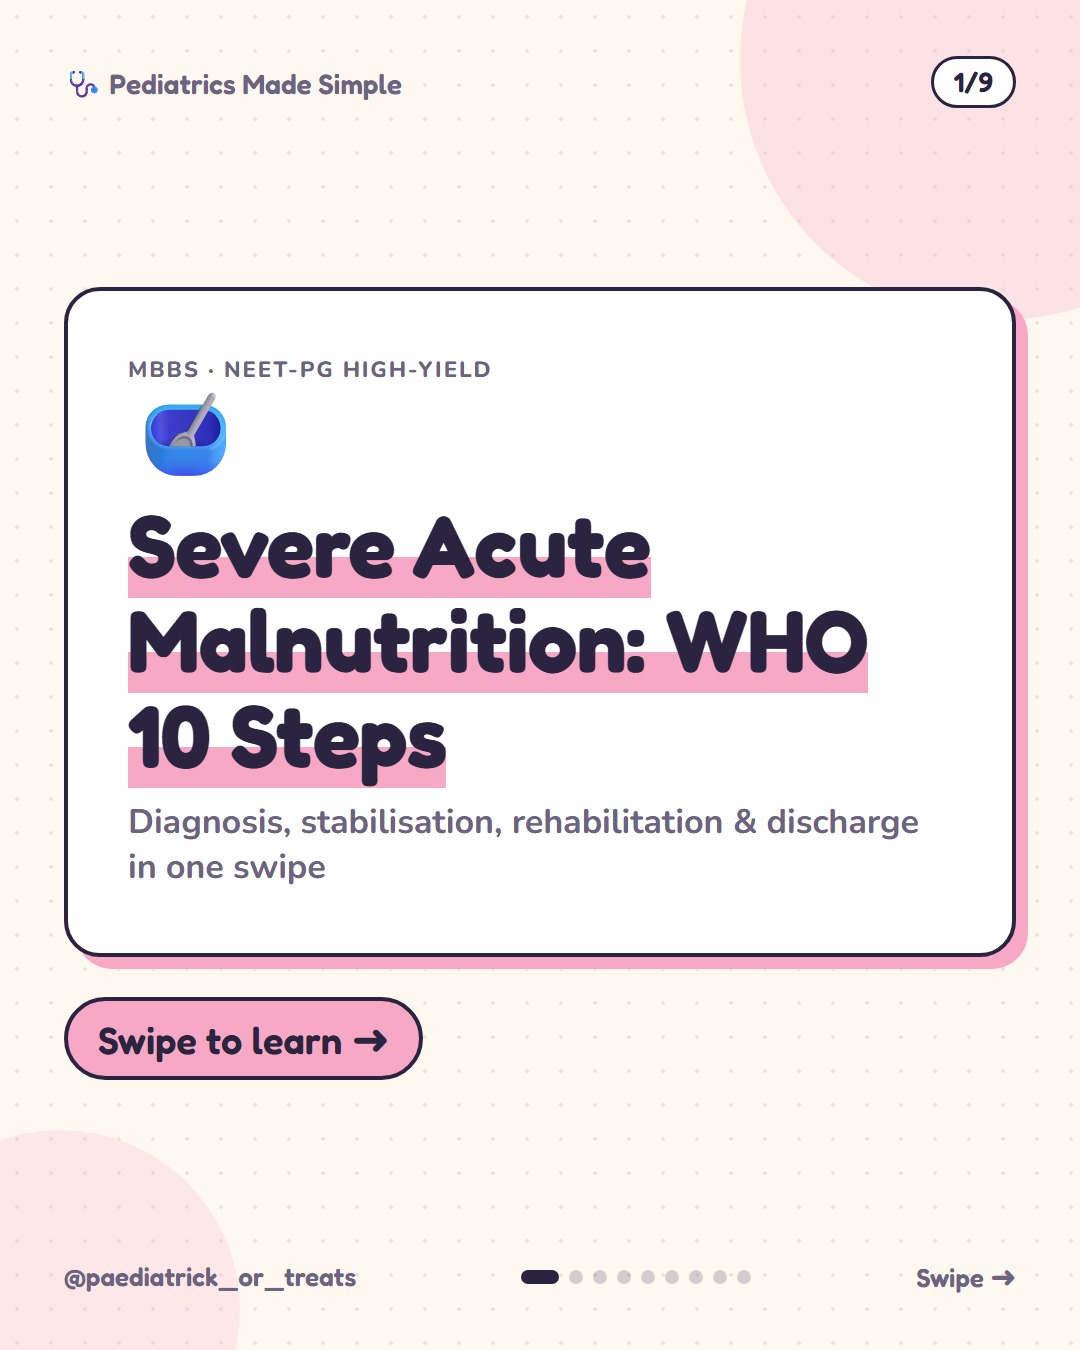 Pediatrics Made Simple
1/9
MBBS · NEET-PG HIGH-YIELD
Severe Acute
Malnutrition: WHO
10 Steps
Diagnosis, stabilisation, rehabilitation & discharge
in one swipe
Swipe to learn →
@paediatrick_or_treats
Swipe →